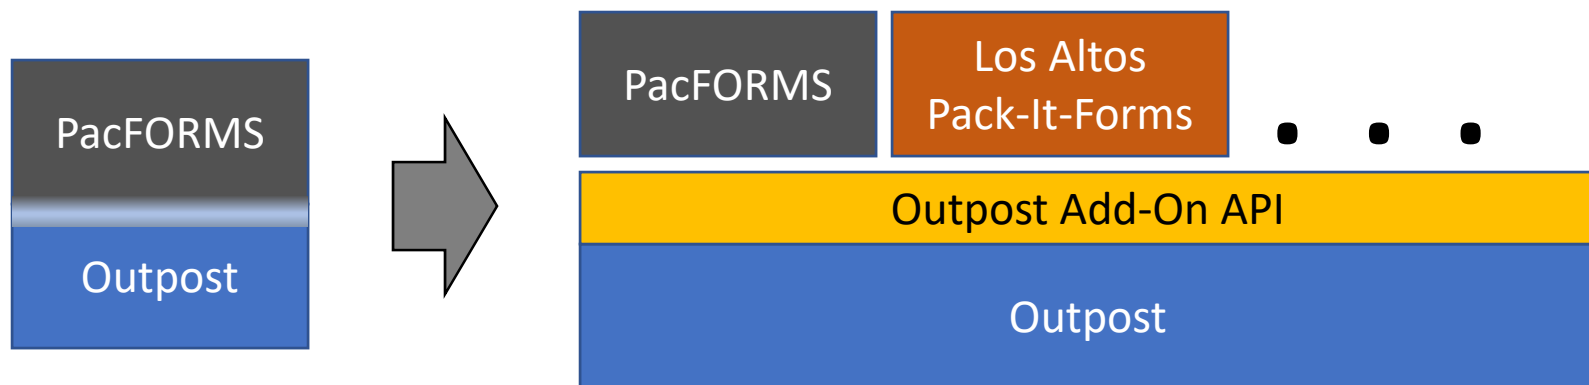 PacFORMS
Outpost
PacFORMS
Los Altos
Pack-It-Forms
. . .
Outpost Add-On API
Outpost